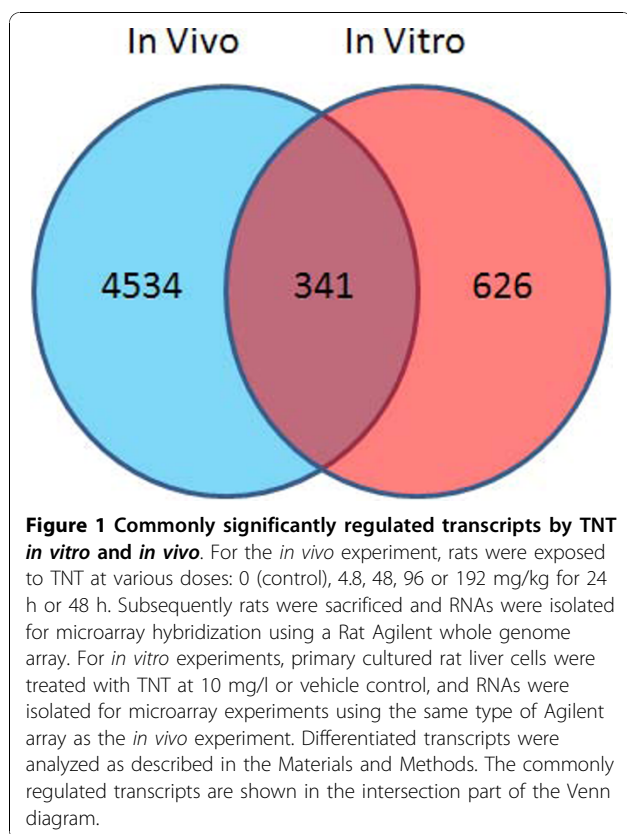 In Vivo In Vitro
4534 341 626
Figure 1 Commonly significantly regulated transcripts by TNT
in vitro and in vivo. For the in vivo experiment, rats were exposed
to TNT at various doses: 0 (control), 4.8, 48, 96 or 192 mg/kg for 24
h or 48 h. Subsequently rats were sacrificed and RNAs were isolated
for microarray hybridization using a Rat Agilent whole genome
array. For in vitro experiments, primary cultured rat liver cells were
treated with TNT at 10 mg/l or vehicle control, and RNAs were
isolated for microarray experiments using the same type of Agilent
array as the in vivo experiment. Differentiated transcripts were
analyzed as described in the Materials and Methods. The commonly
regulated transcripts are shown in the intersection part of the Venn
diagram.